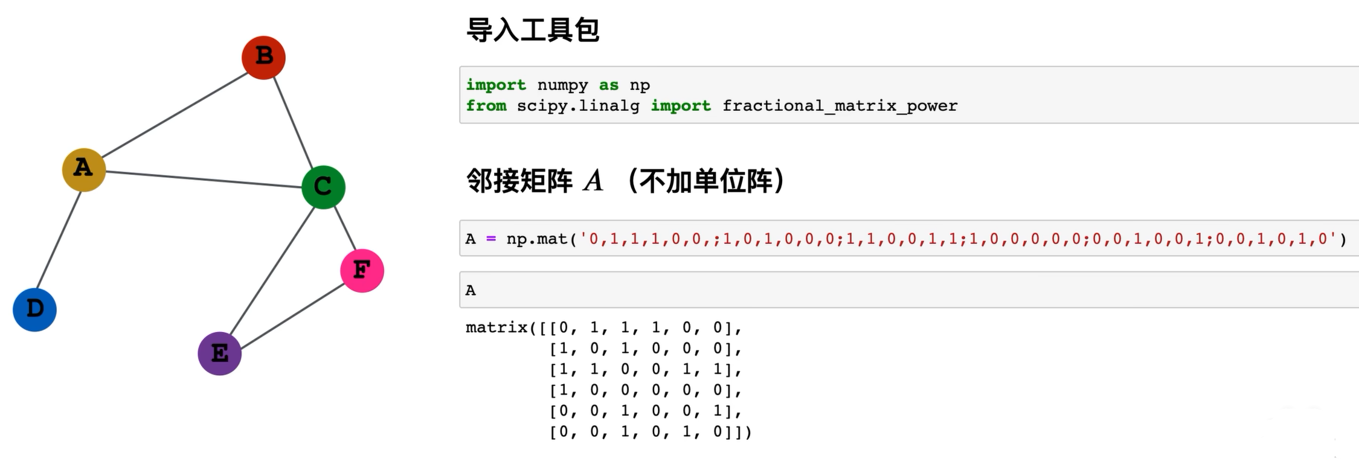 B
A
C
F
D
E
导入工具包
import numpy as np
from scipy.linalg import fractional_matrix_power
邻接矩阵 A （不加单位阵）
A = np.mat('0,1,1,1,0,0,;1,0,1,0,0,0;1,1,0,0,1,1;1,0,0,0,0,0;0,0,1,0,0,1;0,0,1,0,1,0')
A
matrix([[0, 1, 1, 1, 0, 0],
[1, 0, 1, 0, 0, 0],
[1, 1, 0, 0, 1, 1],
[1, 0, 0, 0, 0, 0],
[0, 0, 1, 0, 0, 1],
[0, 0, 1, 0, 1, 0]])